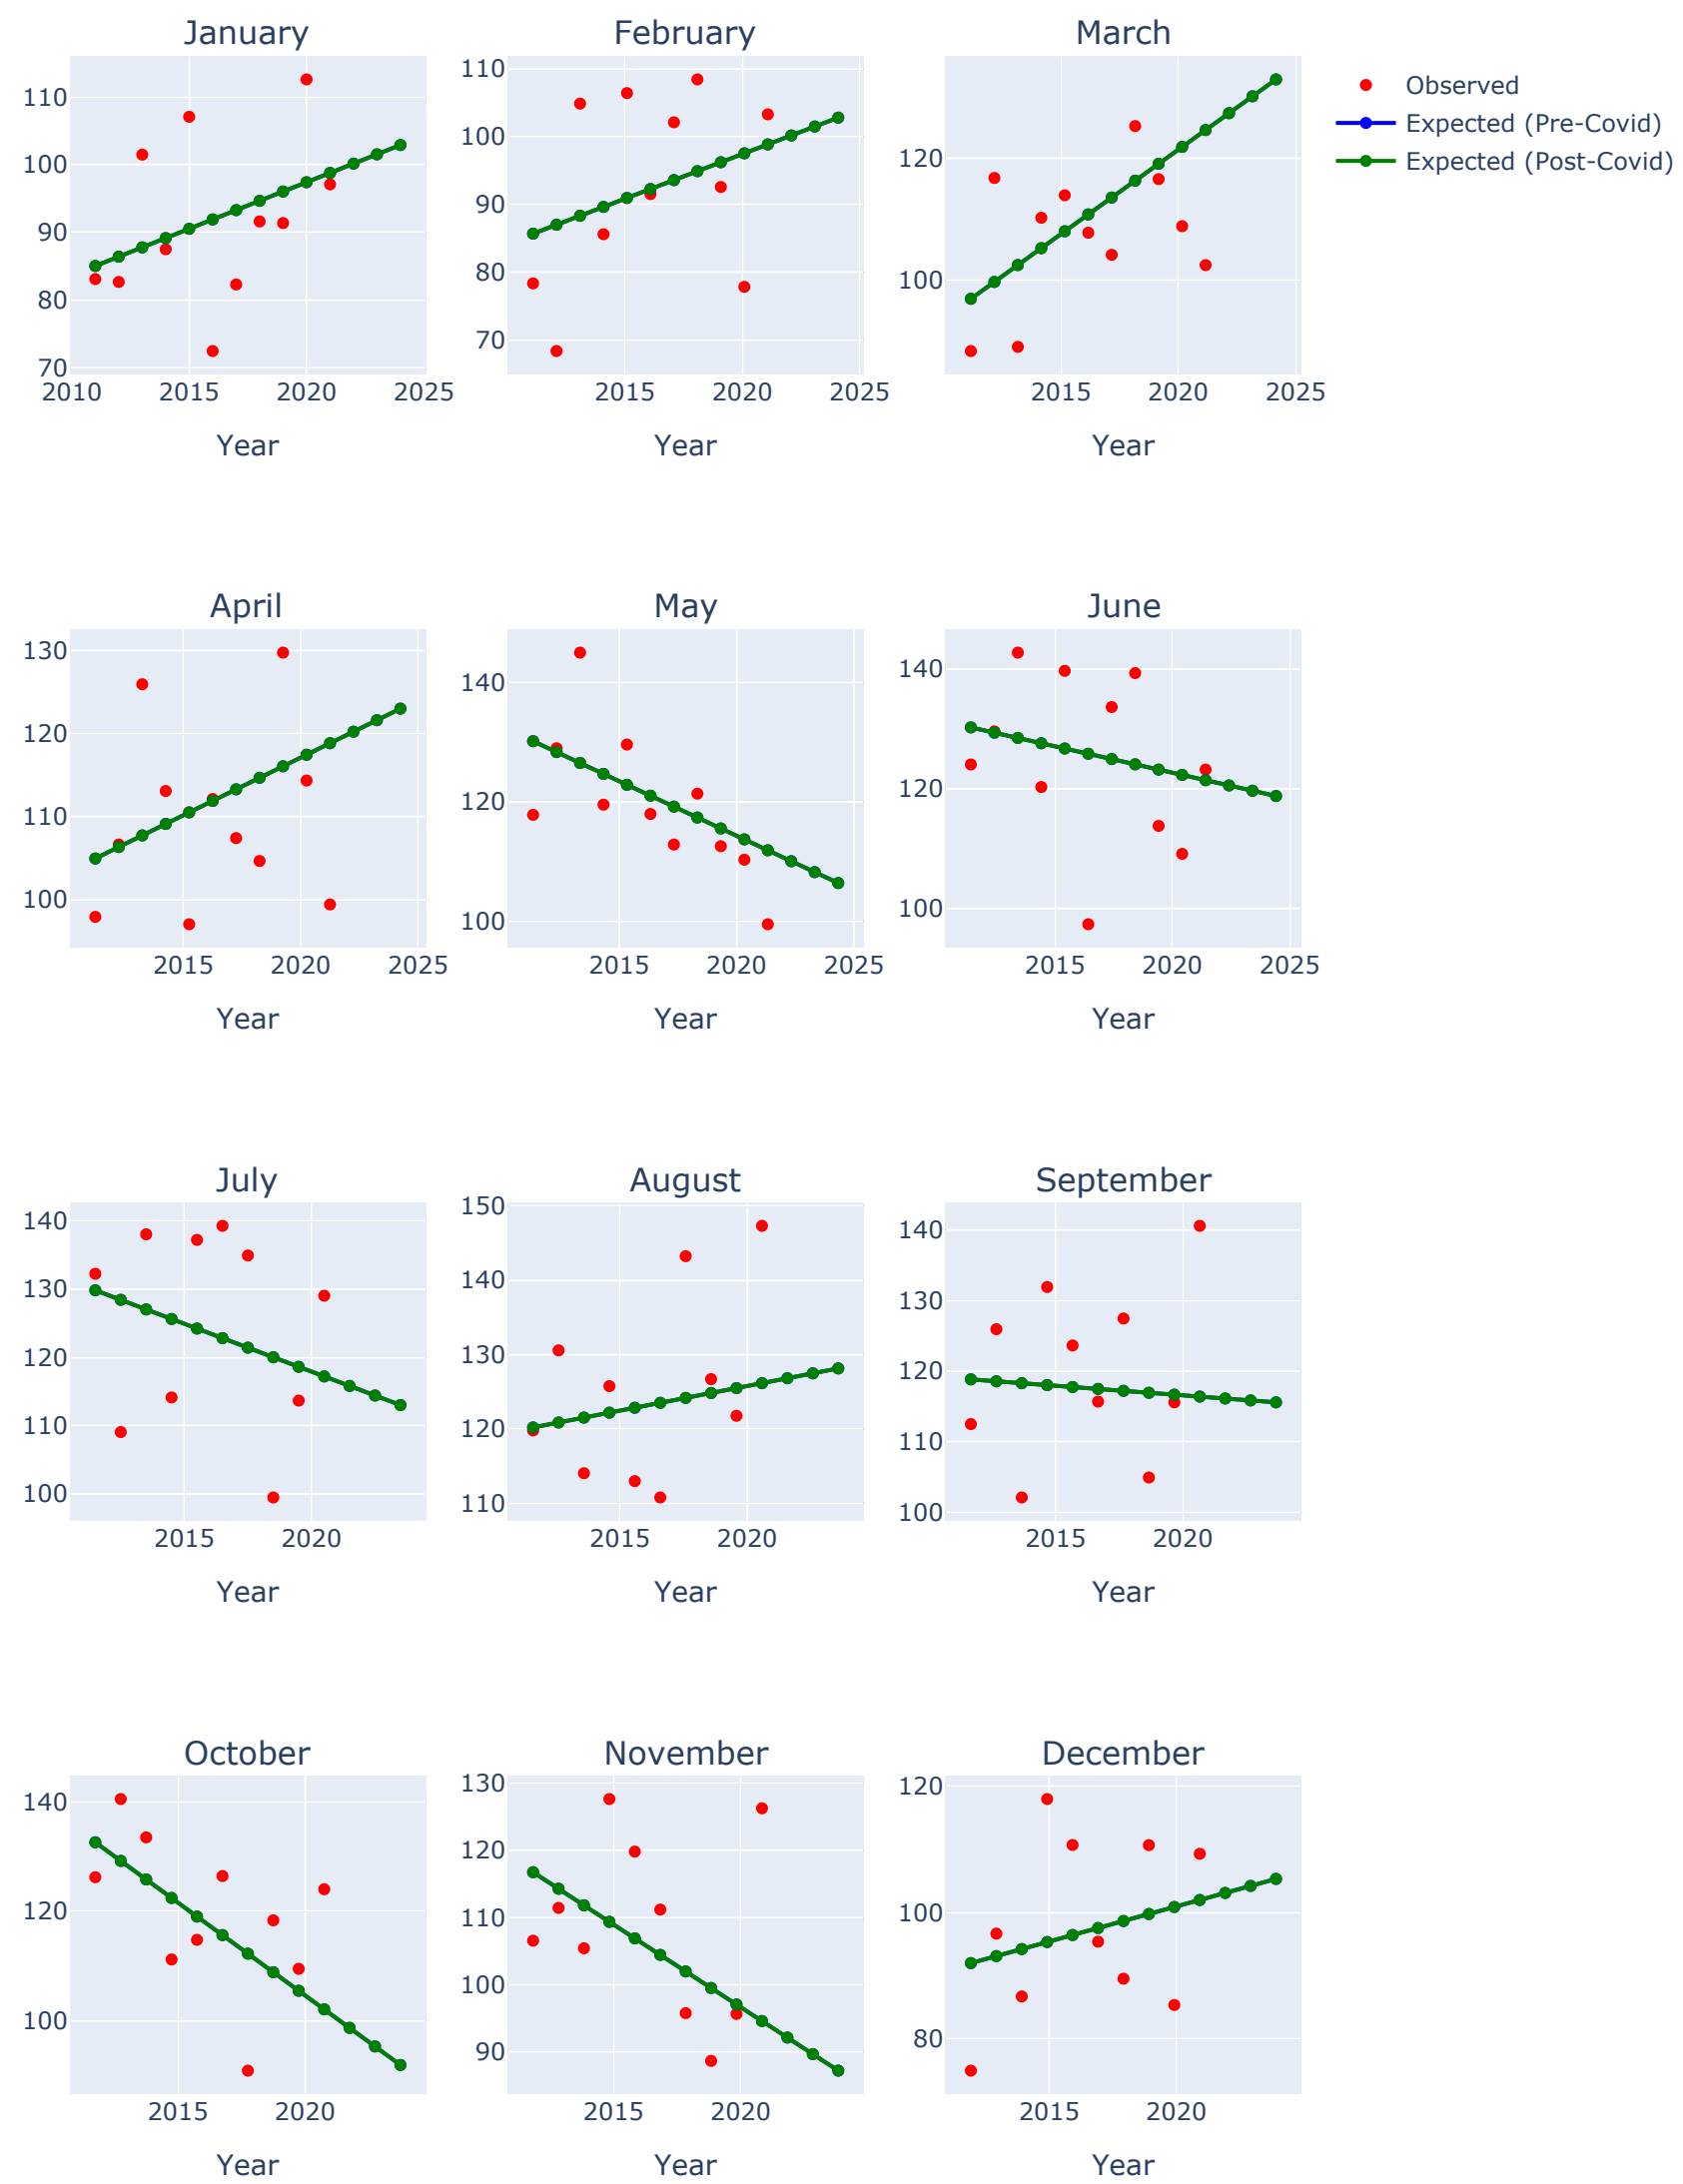 January
February
March
110
100
90
80
70
2010
2015
2020
2025
Year
110
100
90
80
70
2015
2020
2025
Year
120
100
2015
2020
2025
Year
Observed
Expected (Pre-Covid)
Expected (Post-Covid)
April
May
June
130
120
110
100
2015
2020
2025
Year
140
120
100
2015
2020
2025
Year
140
120
100
2015
2020
2025
Year
July
August
September
140
130
120
110
100
2015
2020
Year
150
140
130
120
110
2015
2020
Year
140
130
120
110
100
2015
2020
Year
October
November
December
140
120
100
2015
2020
Year
130
120
110
100
90
2015
2020
Year
120
100
80
2015
2020
Year